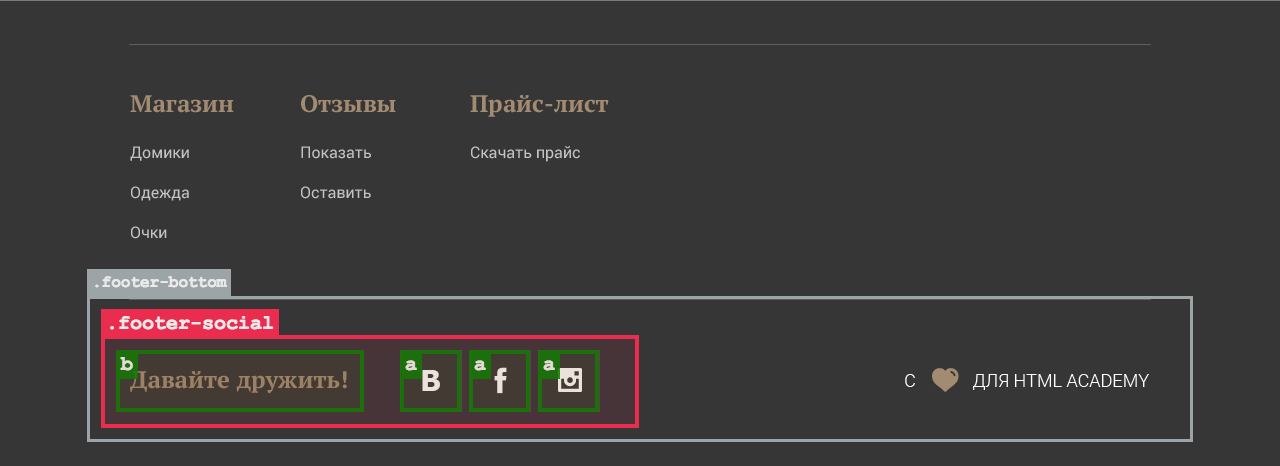 Магазин Отзывы Прайс-лист
Домики Показать Скачать прайс
Одежда Оставить
Очки
.footer-bottom
.footer-social
b a a a
Давайте дружить! В f С ДЛЯ HTML ACADEMY